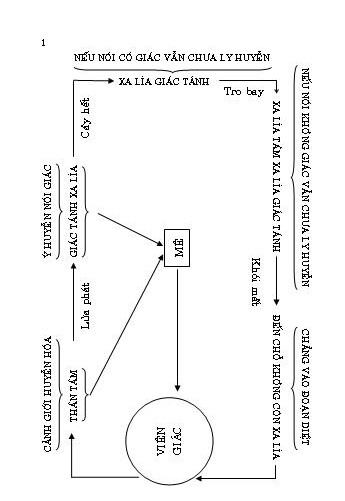 1
NẾU NÓI CÓ GIÁC VẪN CHƯA LY HUYỄN
XA LÌA GIÁC TÁNH
Tro bay
Cây hết
XA LÌA TÂM XA LÌA GIÁC TÁNH
NẾU NÓI KHÔNG GIÁC VẪN CHƯA LY HUYỄN
Ý HUYỄN NÓI GIÁC
GIÁC TÁNH XA LÌA
MÊ
Khói mất
Lửa phát
CẢNH GIỚI HUYỄN HÓA
THÂN TÂM
ĐẾN CHỖ KHÔNG CÒN XA LÌA
CHẲNG VÀO ĐOẠN DIỆT
VIÊN
GIÁC